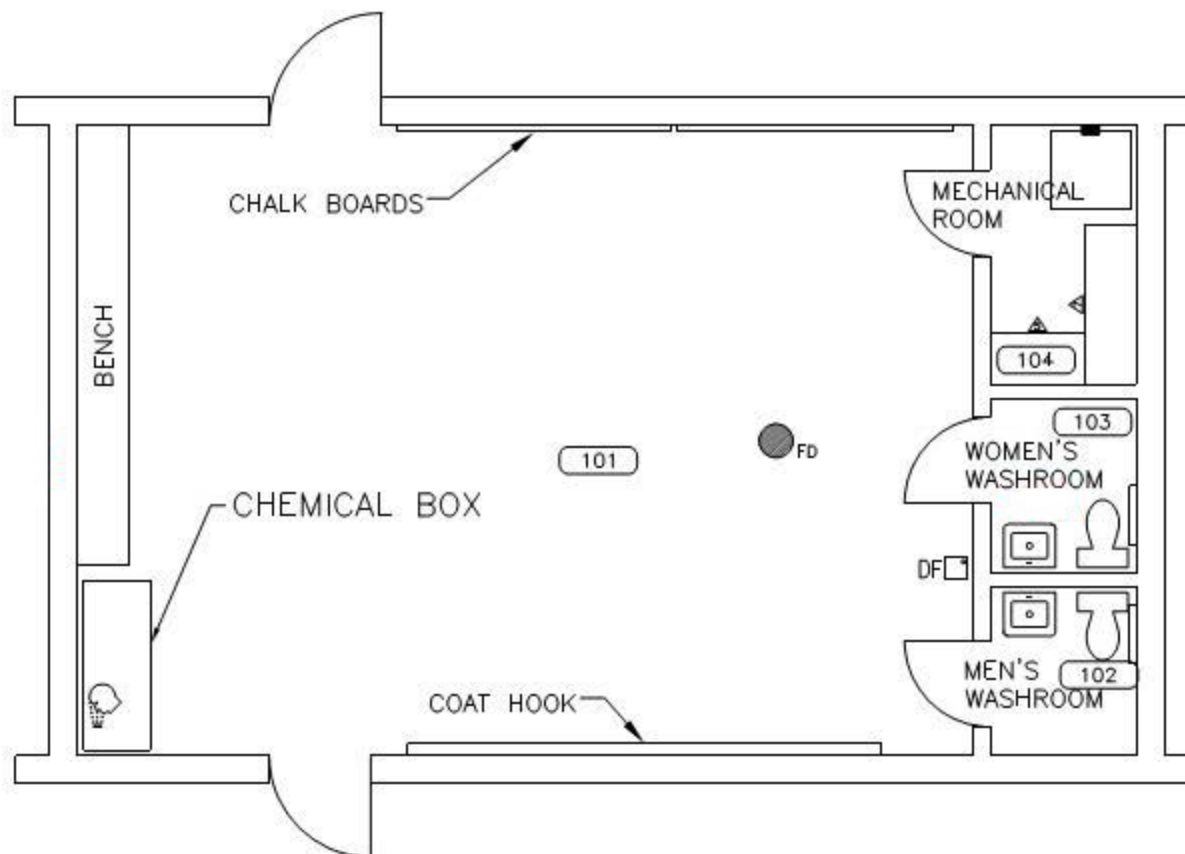 CHALK BOARDS
MECHANICAL
ROOM
BENCH
104
103
101
FD
WOMEN'S
WASHROOM
CHEMICAL BOX
DF
MEN'S
102
WASHROOM
COAT HOOK